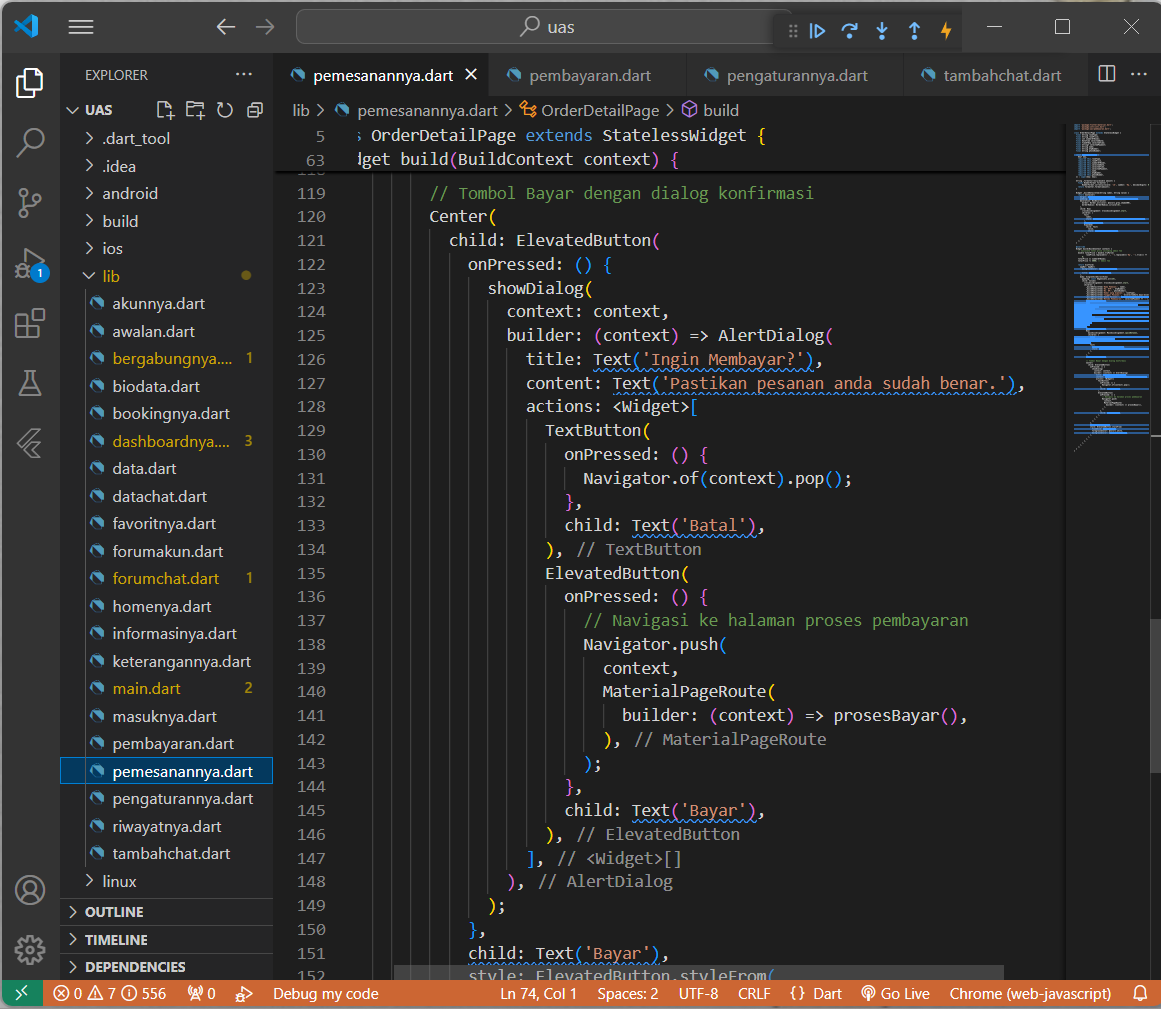 uas
EXPLORER
UAS
.dart_tool
.idea
android
build
ios
lib
akunnya.dart
awalan.dart
bergabungnya.... 1
biodata.dart
bookingnya.dart
dashboardnya.... 3
data.dart
datachat.dart
favoritnya.dart
forumakun.dart
forumchat.dart 1
homenya.dart
informasinya.dart
keterangannya.dart
main.dart 2
masuknya.dart
pembayaran.dart
pemesanannya.dart
pengaturannya.dart
riwayatnya.dart
tambahchat.dart
linux
OUTLINE
TIMELINE
DEPENDENCIES
1
pemesanannya.dart pembayaran.dart pengaturannya.dart tambahchat.dart
lib > pemesanannya.dart > OrderDetailPage > build
5 s OrderDetailPage extends StatelessWidget {
63 dget build(BuildContext context) {
119 // Tombol Bayar dengan dialog konfirmasi
120 Center(
121 child: ElevatedButton(
122 onPressed: () {
123 showDialog(
124 context: context,
125 builder: (context) => AlertDialog(
126 title: Text('Ingin Membayar?'),
127 content: Text('Pastikan pesanan anda sudah benar.'),
128 actions: <Widget>[
129 TextButton(
130 onPressed: () {
131 Navigator.of(context).pop();
132 },
133 child: Text('Batal'),
134 ), // TextButton
135 ElevatedButton(
136 onPressed: () {
137 // Navigasi ke halaman proses pembayaran
138 Navigator.push(
139 context,
140 MaterialPageRoute(
141 builder: (context) => prosesBayar(),
142 ), // MaterialPageRoute
143 );
144 },
145 child: Text('Bayar'),
146 ), // ElevatedButton
147 ], // <Widget>[]
148 ), // AlertDialog
149 );
150 },
151 child: Text('Bayar'),
152 style: ElevatedButton.styleFrom(
0 7 556 0 Debug my code Ln 74, Col 1 Spaces: 2 UTF-8 CRLF {} Dart Go Live Chrome (web-javascript)